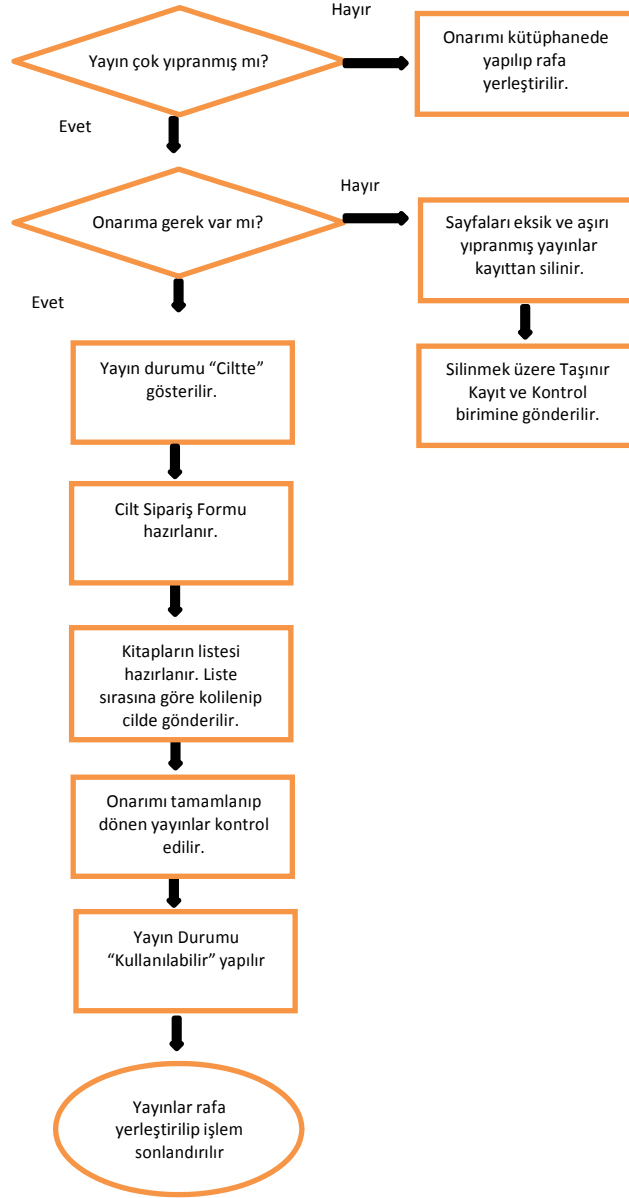 Hayır
Yayın çok yıpranmış mı?
Onarımı kütüphanede
yapılıp rafa
yerleştirilir.
Evet
Hayır
Onarıma gerek var mı?
Sayfaları eksik ve aşırı
yıpranmış yayınlar
kayıttan silinir.
Evet
Yayın durumu “Ciltte”
gösterilir.
Silinmek üzere Taşınır
Kayıt ve Kontrol
birimine gönderilir.
Cilt Sipariş Formu
hazırlanır.
Kitapların listesi
hazırlanır. Liste
sırasına göre kolilenip
cilde gönderilir.
Onarımı tamamlanıp
dönen yayınlar kontrol
edilir.
Yayın Durumu
“Kullanılabilir” yapılır
Yayınlar rafa
yerleştirilip işlem
sonlandırılır